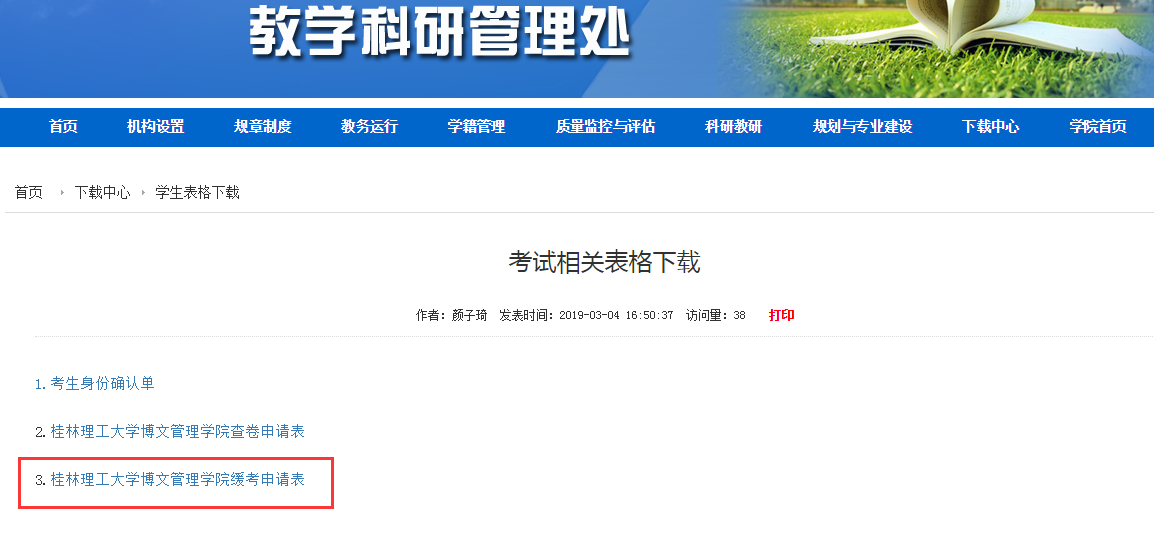 教学科研管理处
首页 机构设置 规章制度 教务运行 学籍管理 质量监控与评估 科研教研 规划与专业建设 下载中心 学院首页
首页 下载中心 学生表格下载
考试相关表格下载
作者：颜子琦 发表时间：2019-03-04 16:50:37 访问量：38 打印
1. 考生身份确认单
2. 桂林理工大学博文管理学院查卷申请表
3. 桂林理工大学博文管理学院缓考申请表